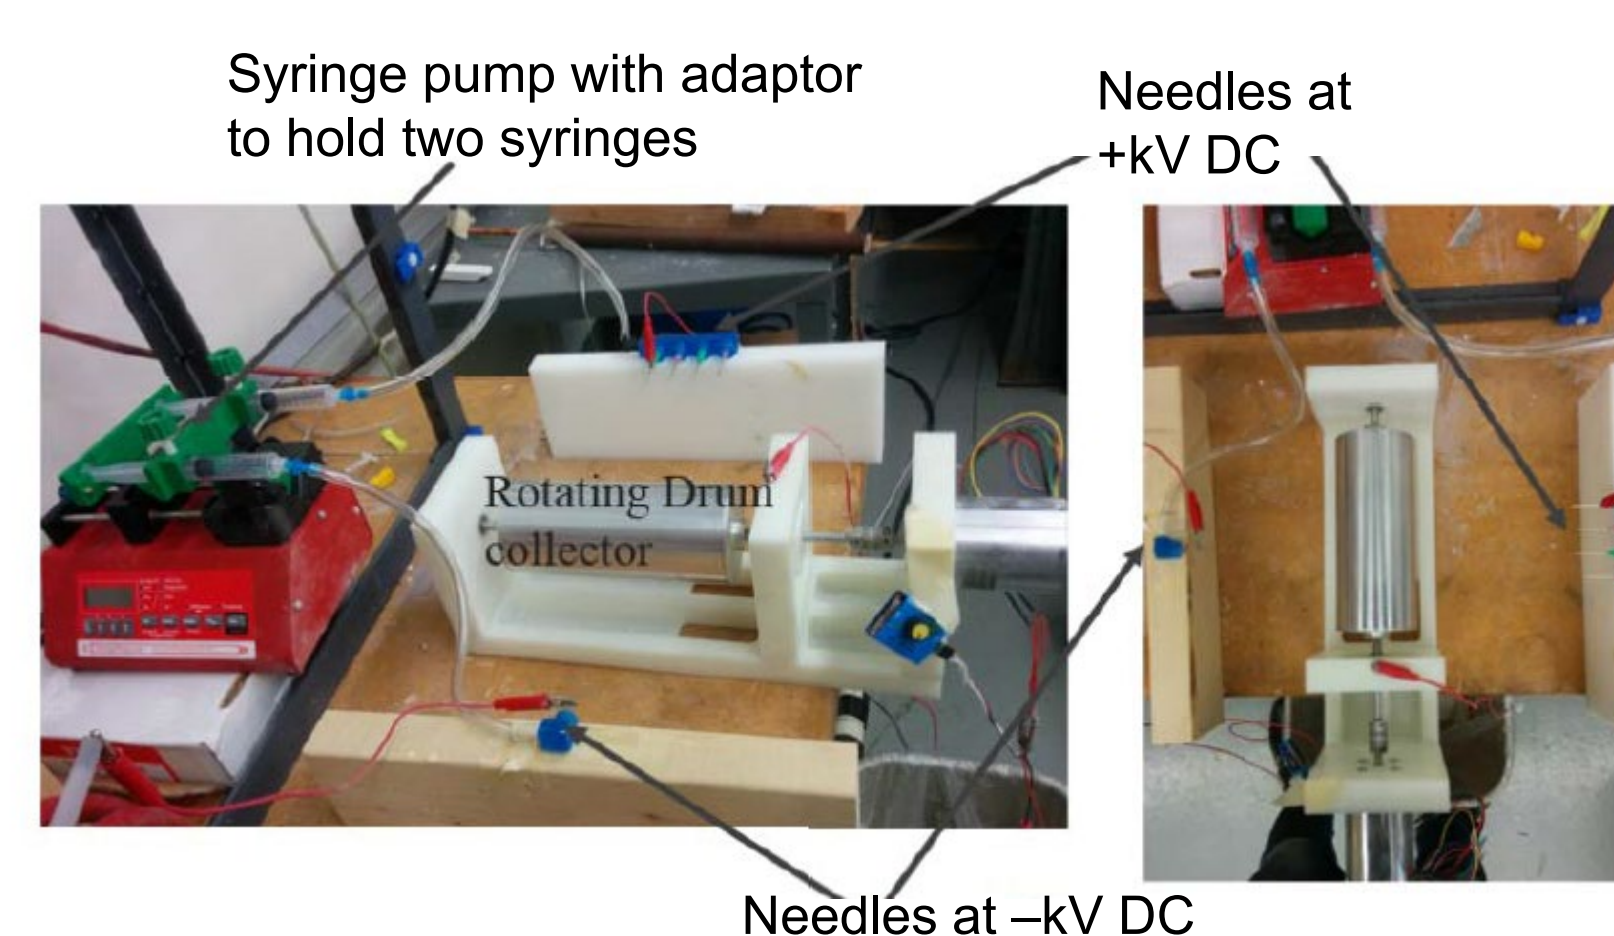 Syringe pump with adaptor
to hold two syringes
Needles at
+kV DC
Rotating Drum
collector
Needles at –kV DC